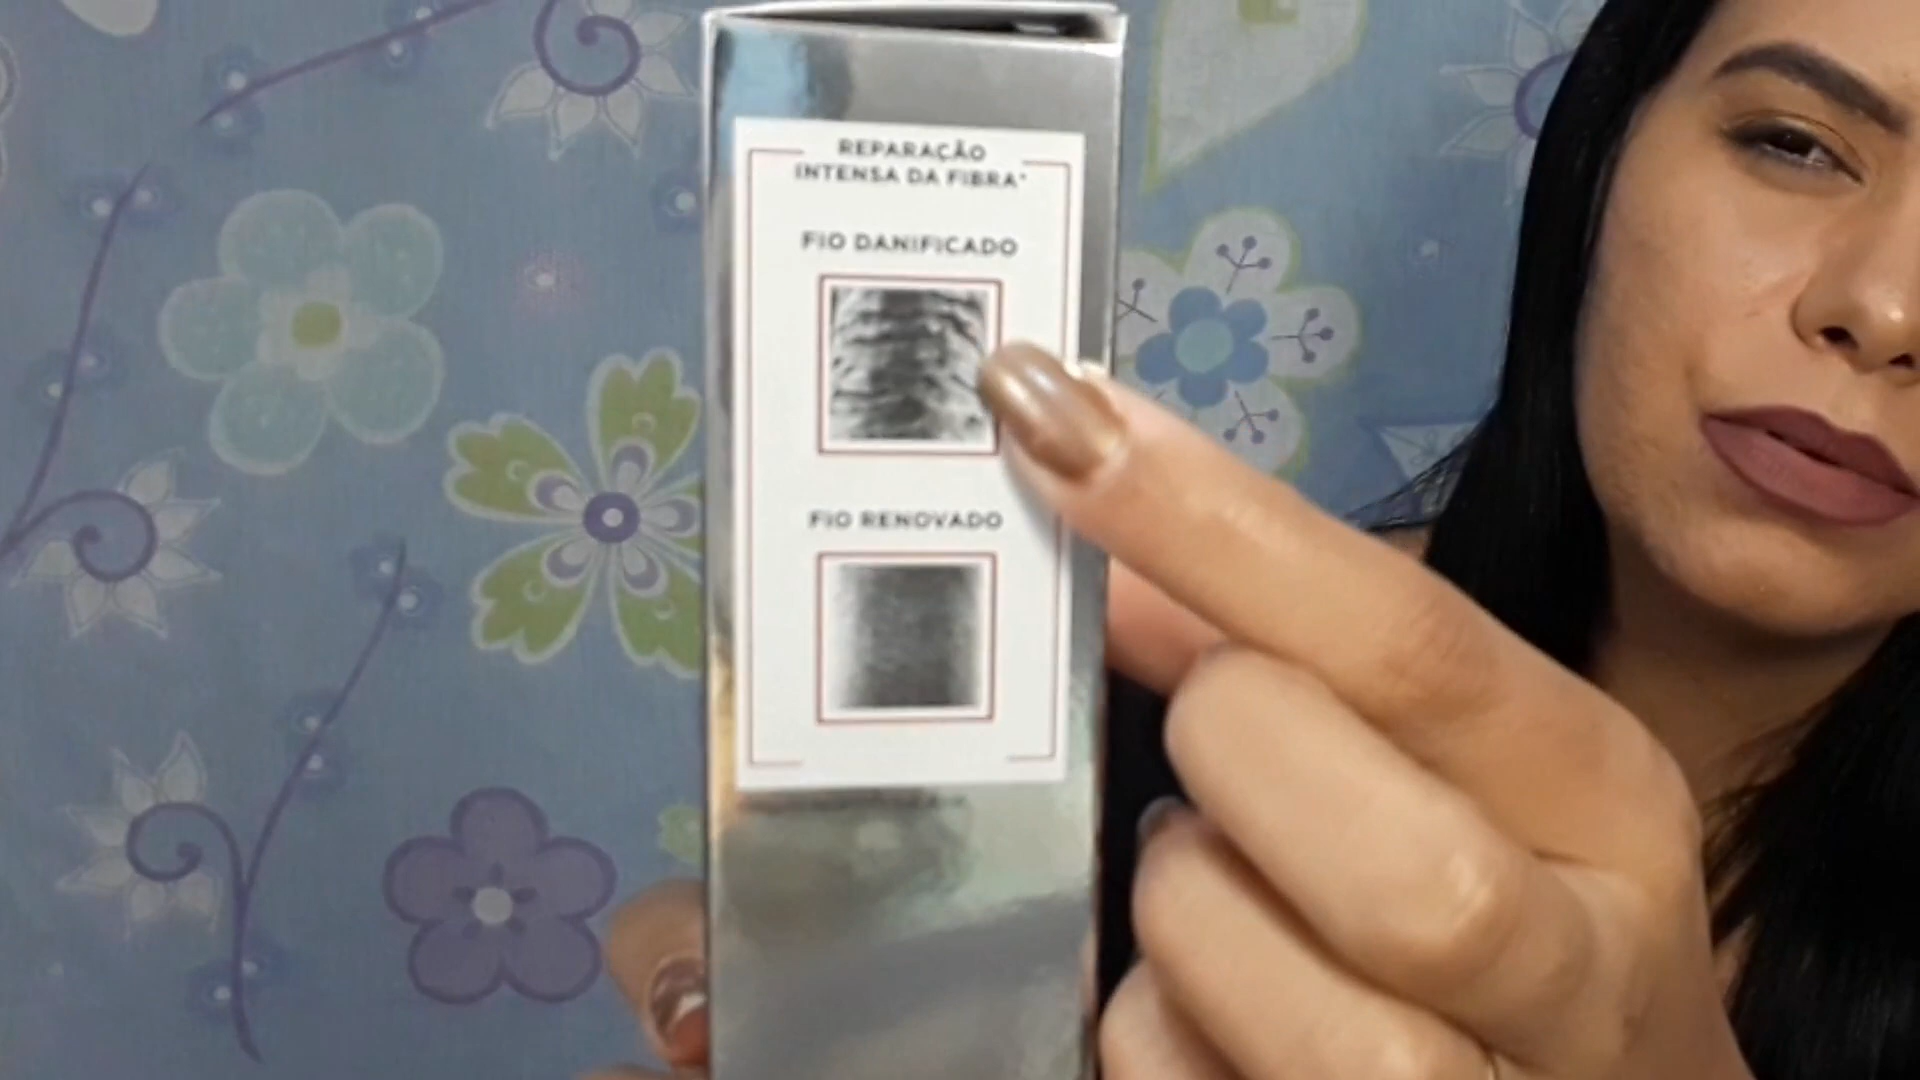 REPARAÇÃO
INTENSA DA FIBRA*
FIO DANIFICADO
FIO RENOVADO